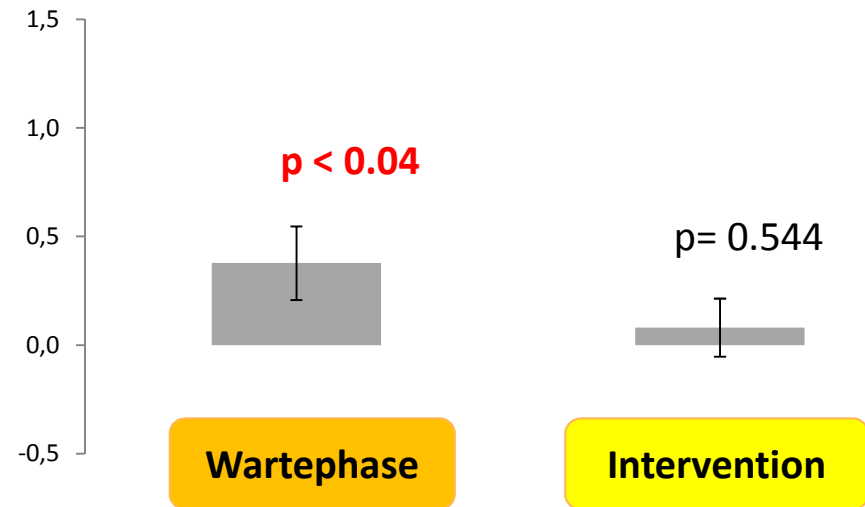 1,5
1,0
p < 0.04
0,5
p= 0.544
0,0
-0,5
Wartephase
Intervention